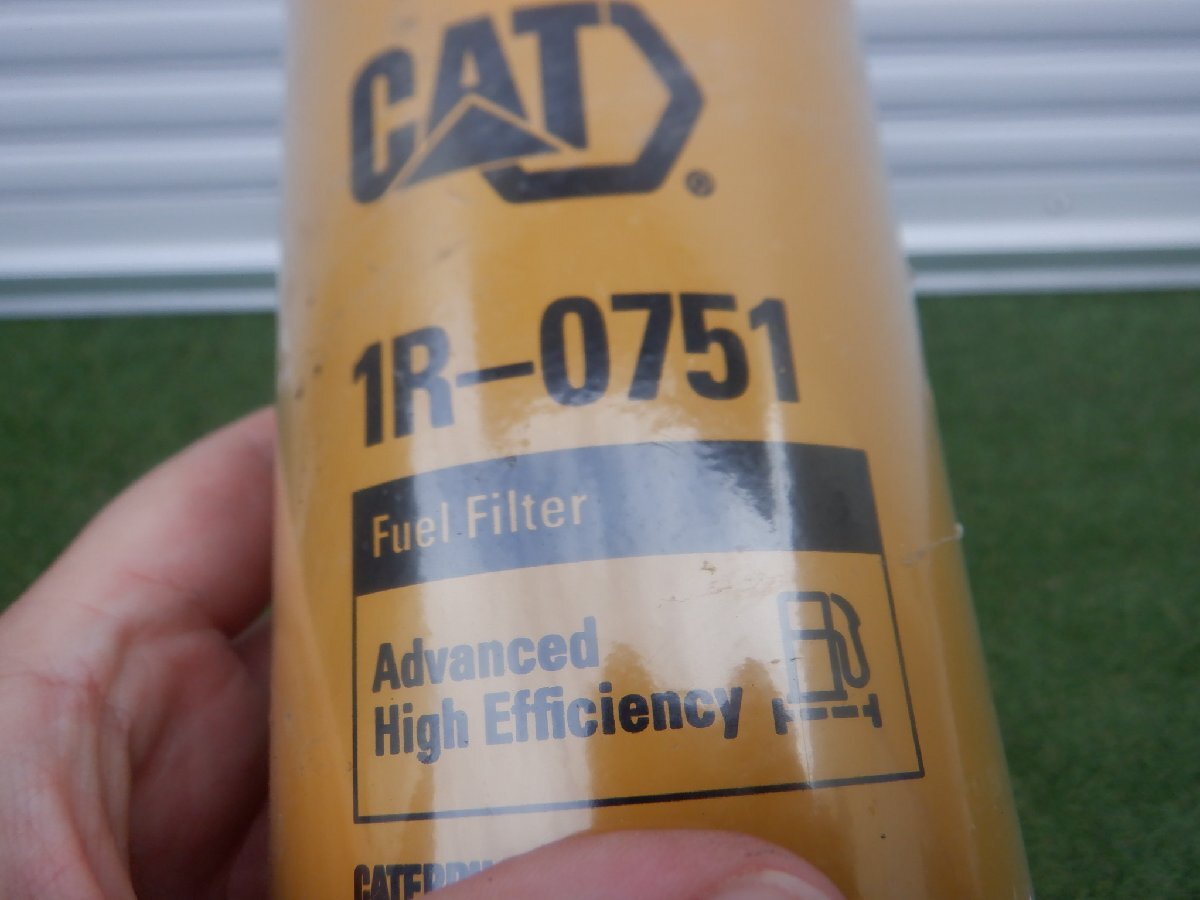 CAT®
1R-0751
Fuel Filter
Advanced
High Efficiency